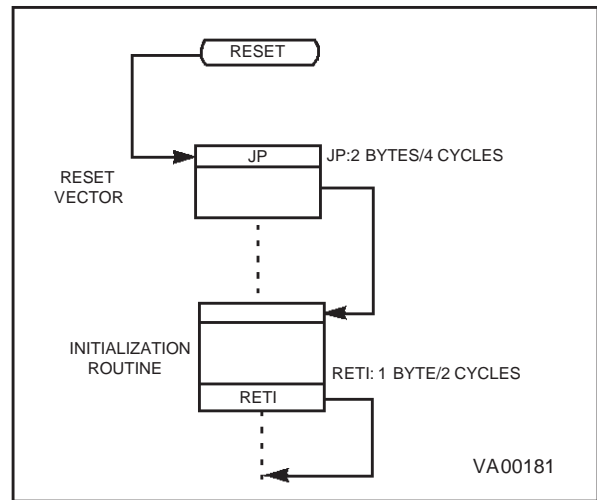 RESET
JP
JP:2 BYTES/4 CYCLES
RESET
VECTOR
INITIALIZATION
ROUTINE
RETI: 1 BYTE/2 CYCLES
RETI
VA00181